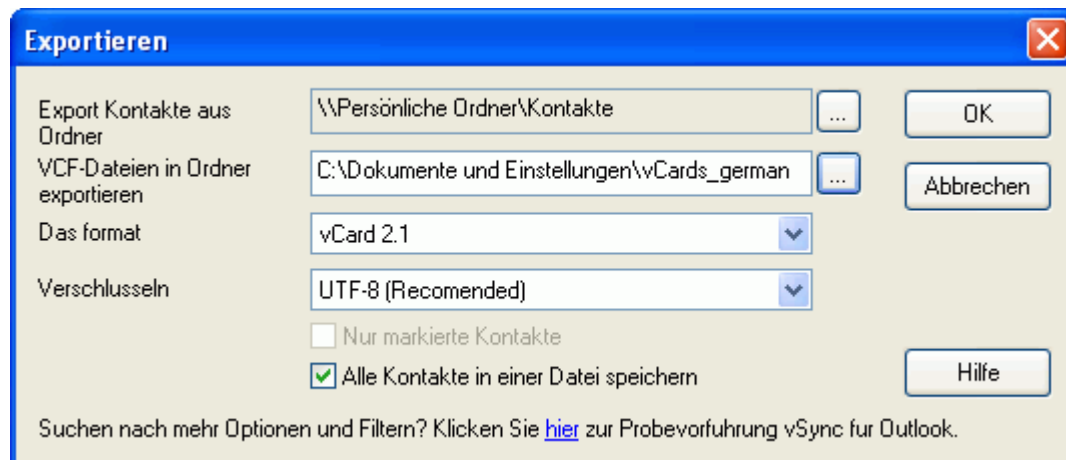 Exportieren
Export Kontakte aus
Ordner
\\Persönliche Ordner\Kontakte
...
OK
VCF-Dateien in Ordner
exportieren
C:\Dokumente und Einstellungen\vCards_german
...
Abbrechen
Das format
vCard 2.1
Verschlusseln
UTF-8 (Recomended)
Nur markierte Kontakte
Alle Kontakte in einer Datei speichern
Hilfe
Suchen nach mehr Optionen und Filtern? Klicken Sie hier zur Probevorfuhrung vSync fur Outlook.